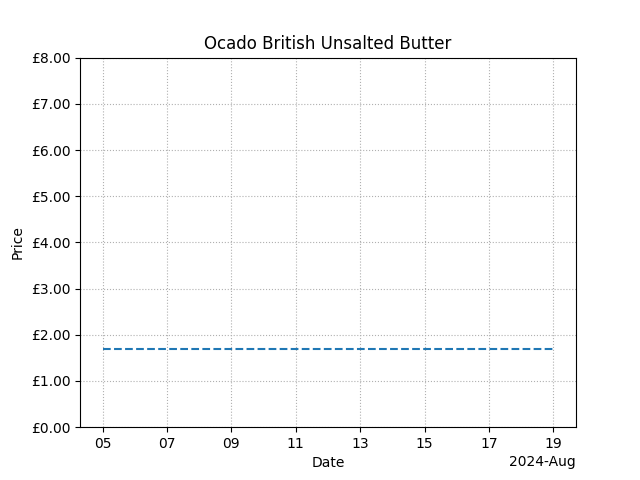 Ocado British Unsalted Butter
£8.00
£7.00
£6.00
£5.00
£4.00
£3.00
£2.00
£1.00
£0.00
Price
05 07 09 11 13 15 17 19
Date
2024-Aug